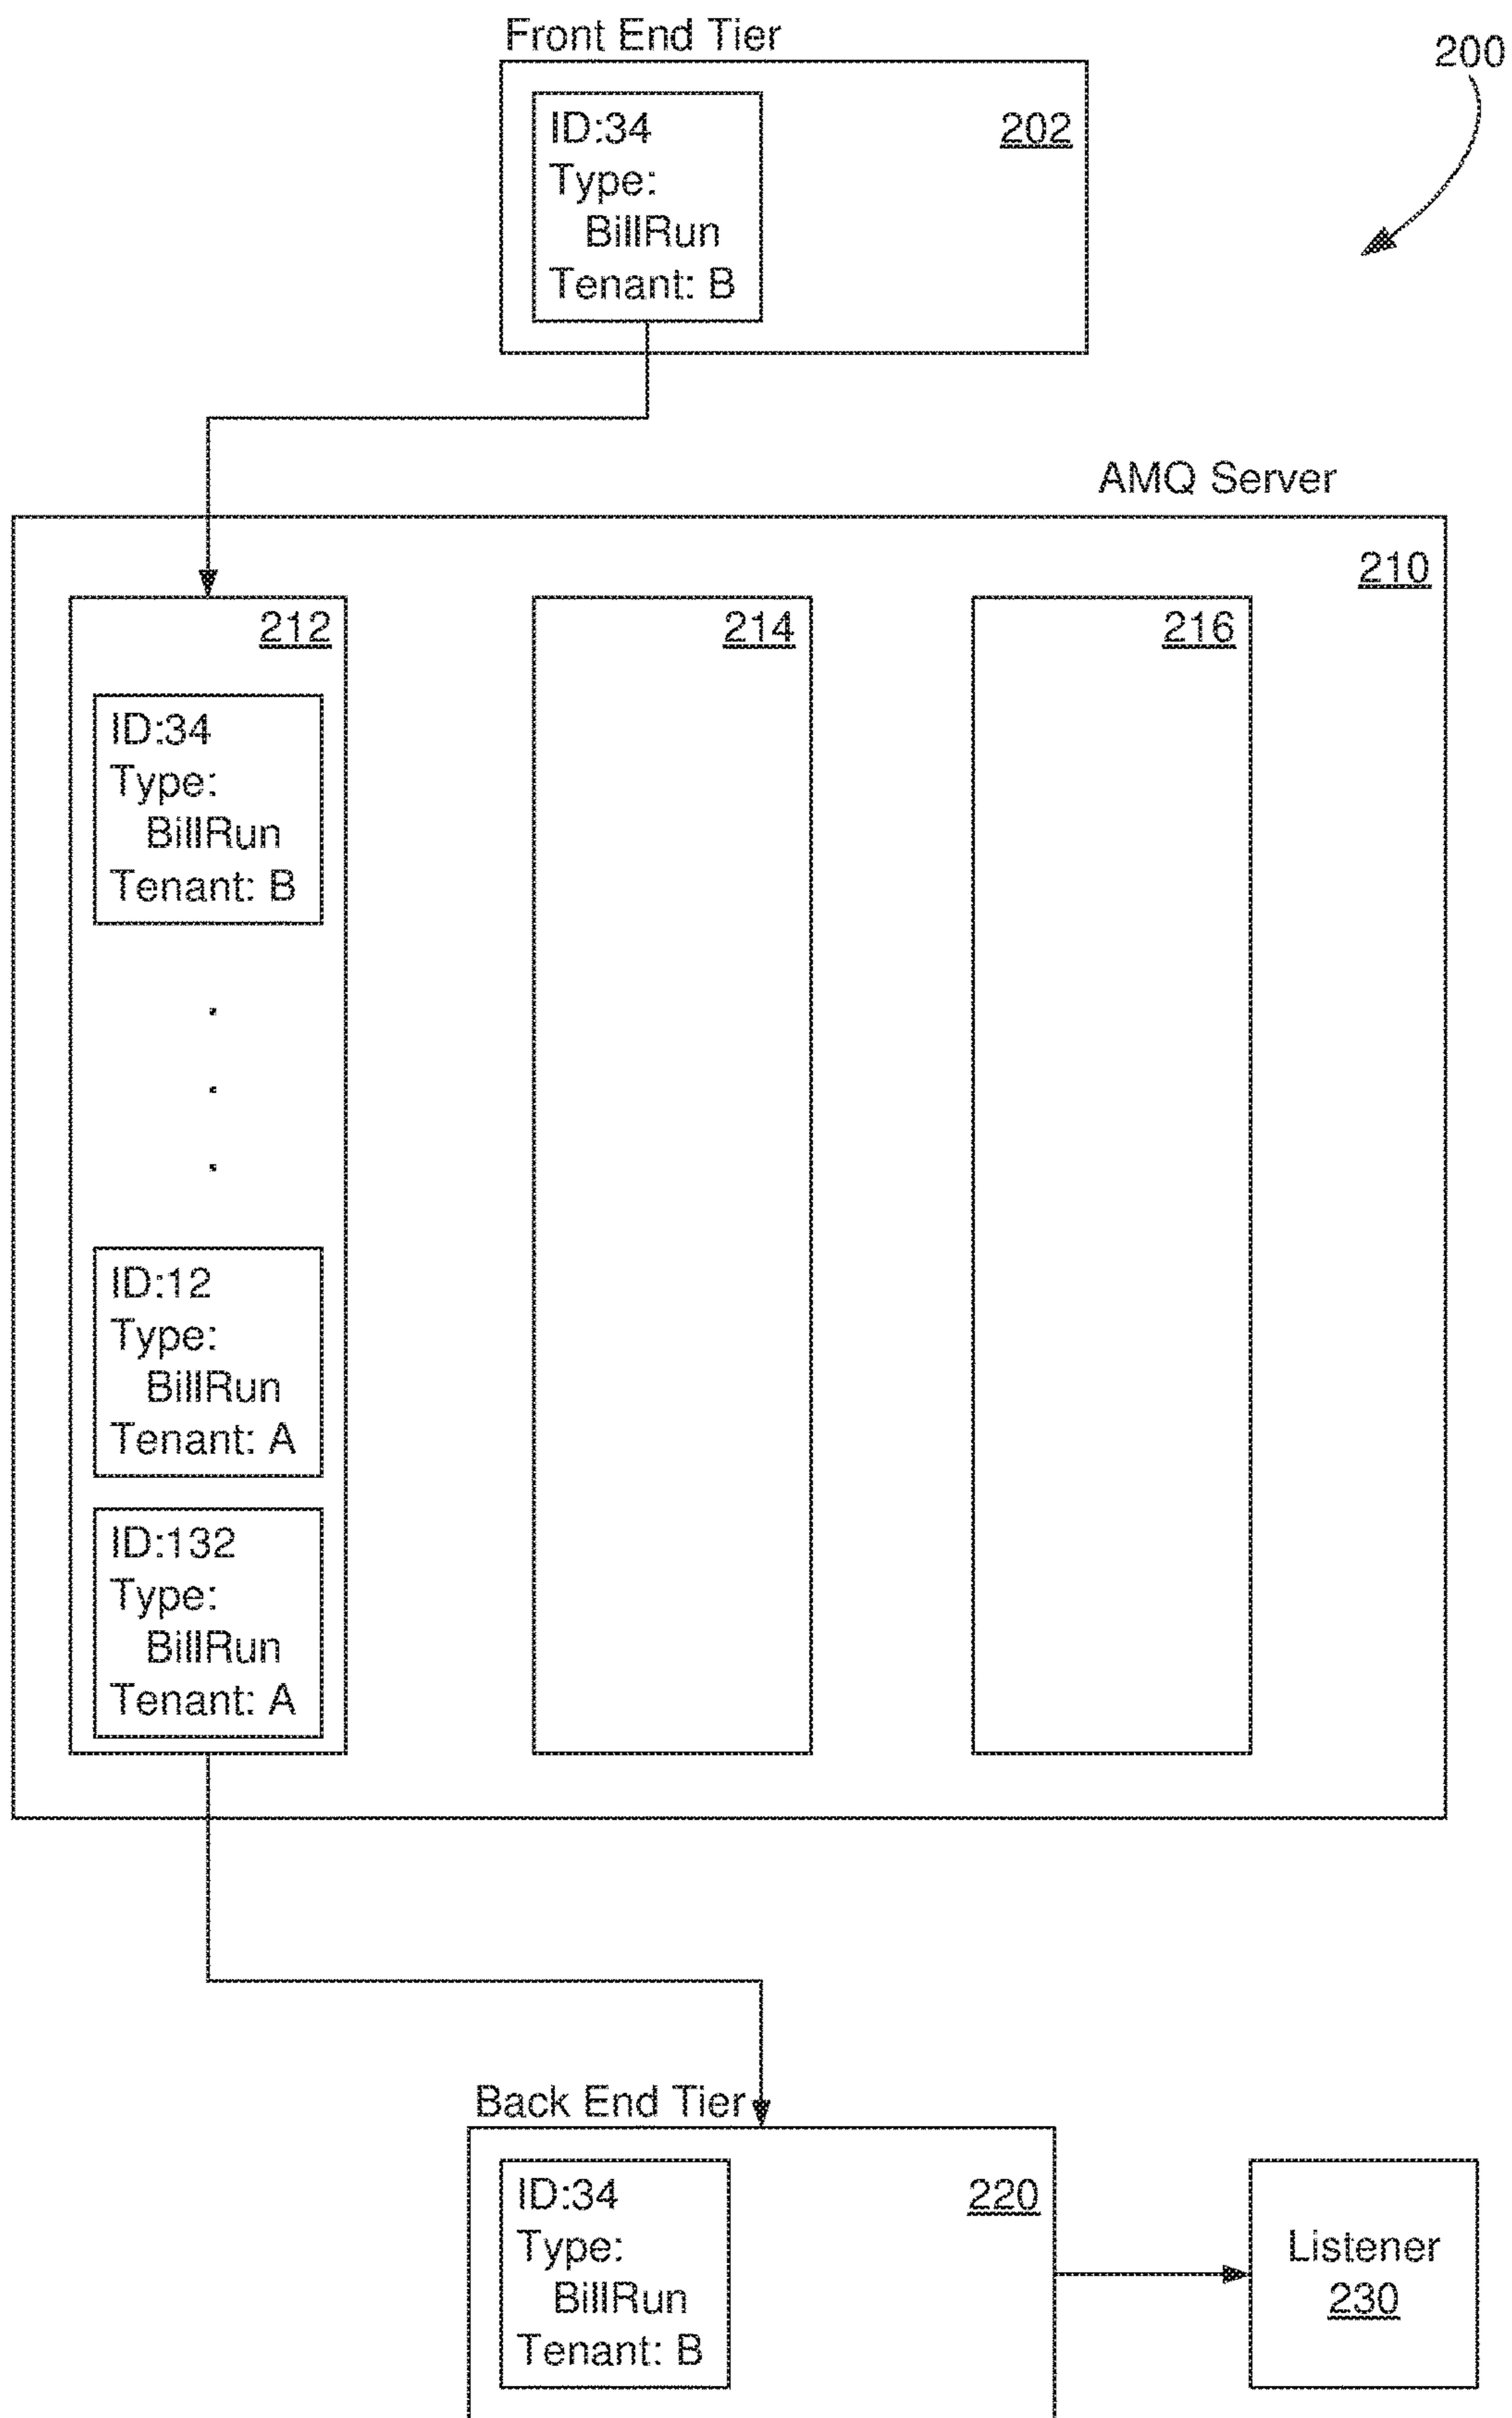 Front End Tier
200
202
ID:34
Type:
BillRun
Tenant: B
AMQ Server
210
212
214
216
ID:34
Type:
BillRun
Tenant: B
.
.
.
ID:12
Type:
BillRun
Tenant: A
ID:132
Type:
BillRun
Tenant: A
Back End Tier
220
ID:34
Type:
BillRun
Tenant: B
Listener
230